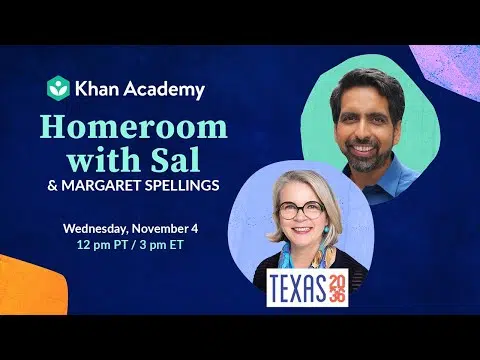 Khan Academy
Homeroom
with Sal
& MARGARET SPELLINGS
Wednesday, November 4
12 pm PT / 3 pm ET
TEXAS 2036